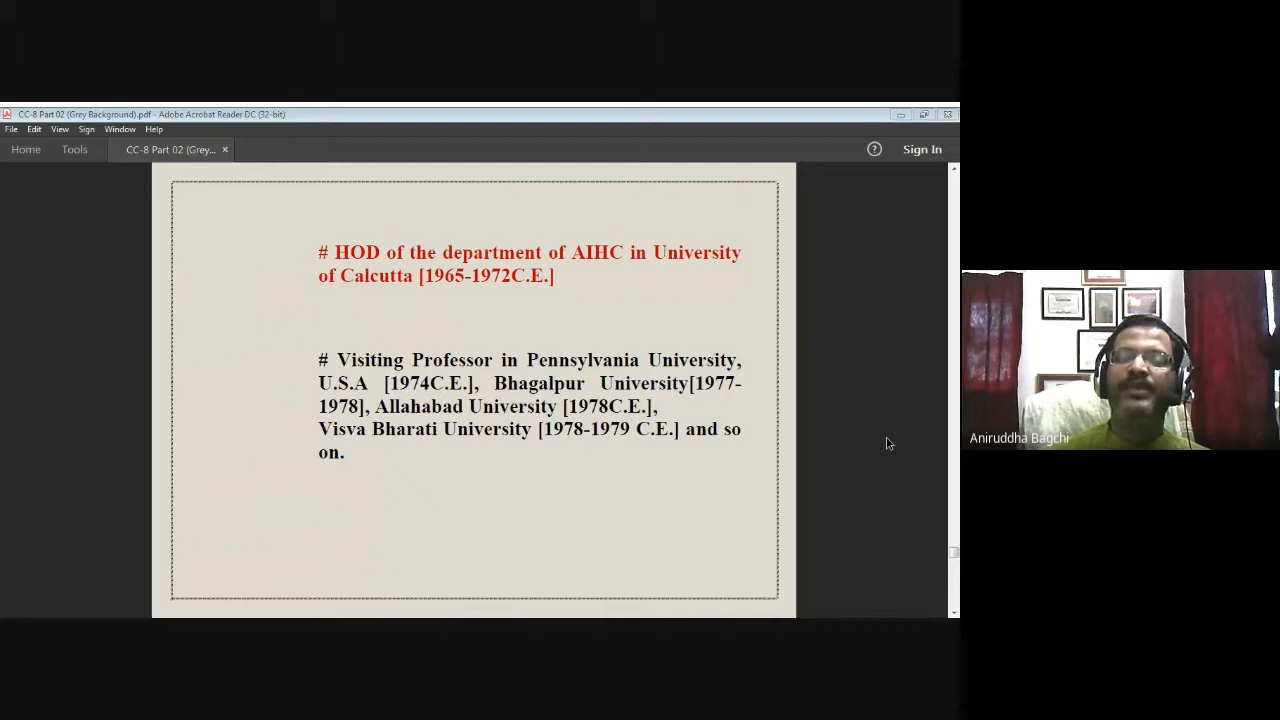 CC-8 Part 02 (Grey Background).pdf - Adobe Acrobat Reader DC (32-bit)
File Edit View Sign Window Help
Home Tools CC-8 Part 02 (Grey... × Sign In
# HOD of the department of AIHC in University
of Calcutta [1965-1972C.E.]
# Visiting Professor in Pennsylvania University,
U.S.A [1974C.E.], Bhagalpur University[1977-
1978], Allahabad University [1978C.E.],
Visva Bharati University [1978-1979 C.E.] and so
on.
Aniruddha Bagchi